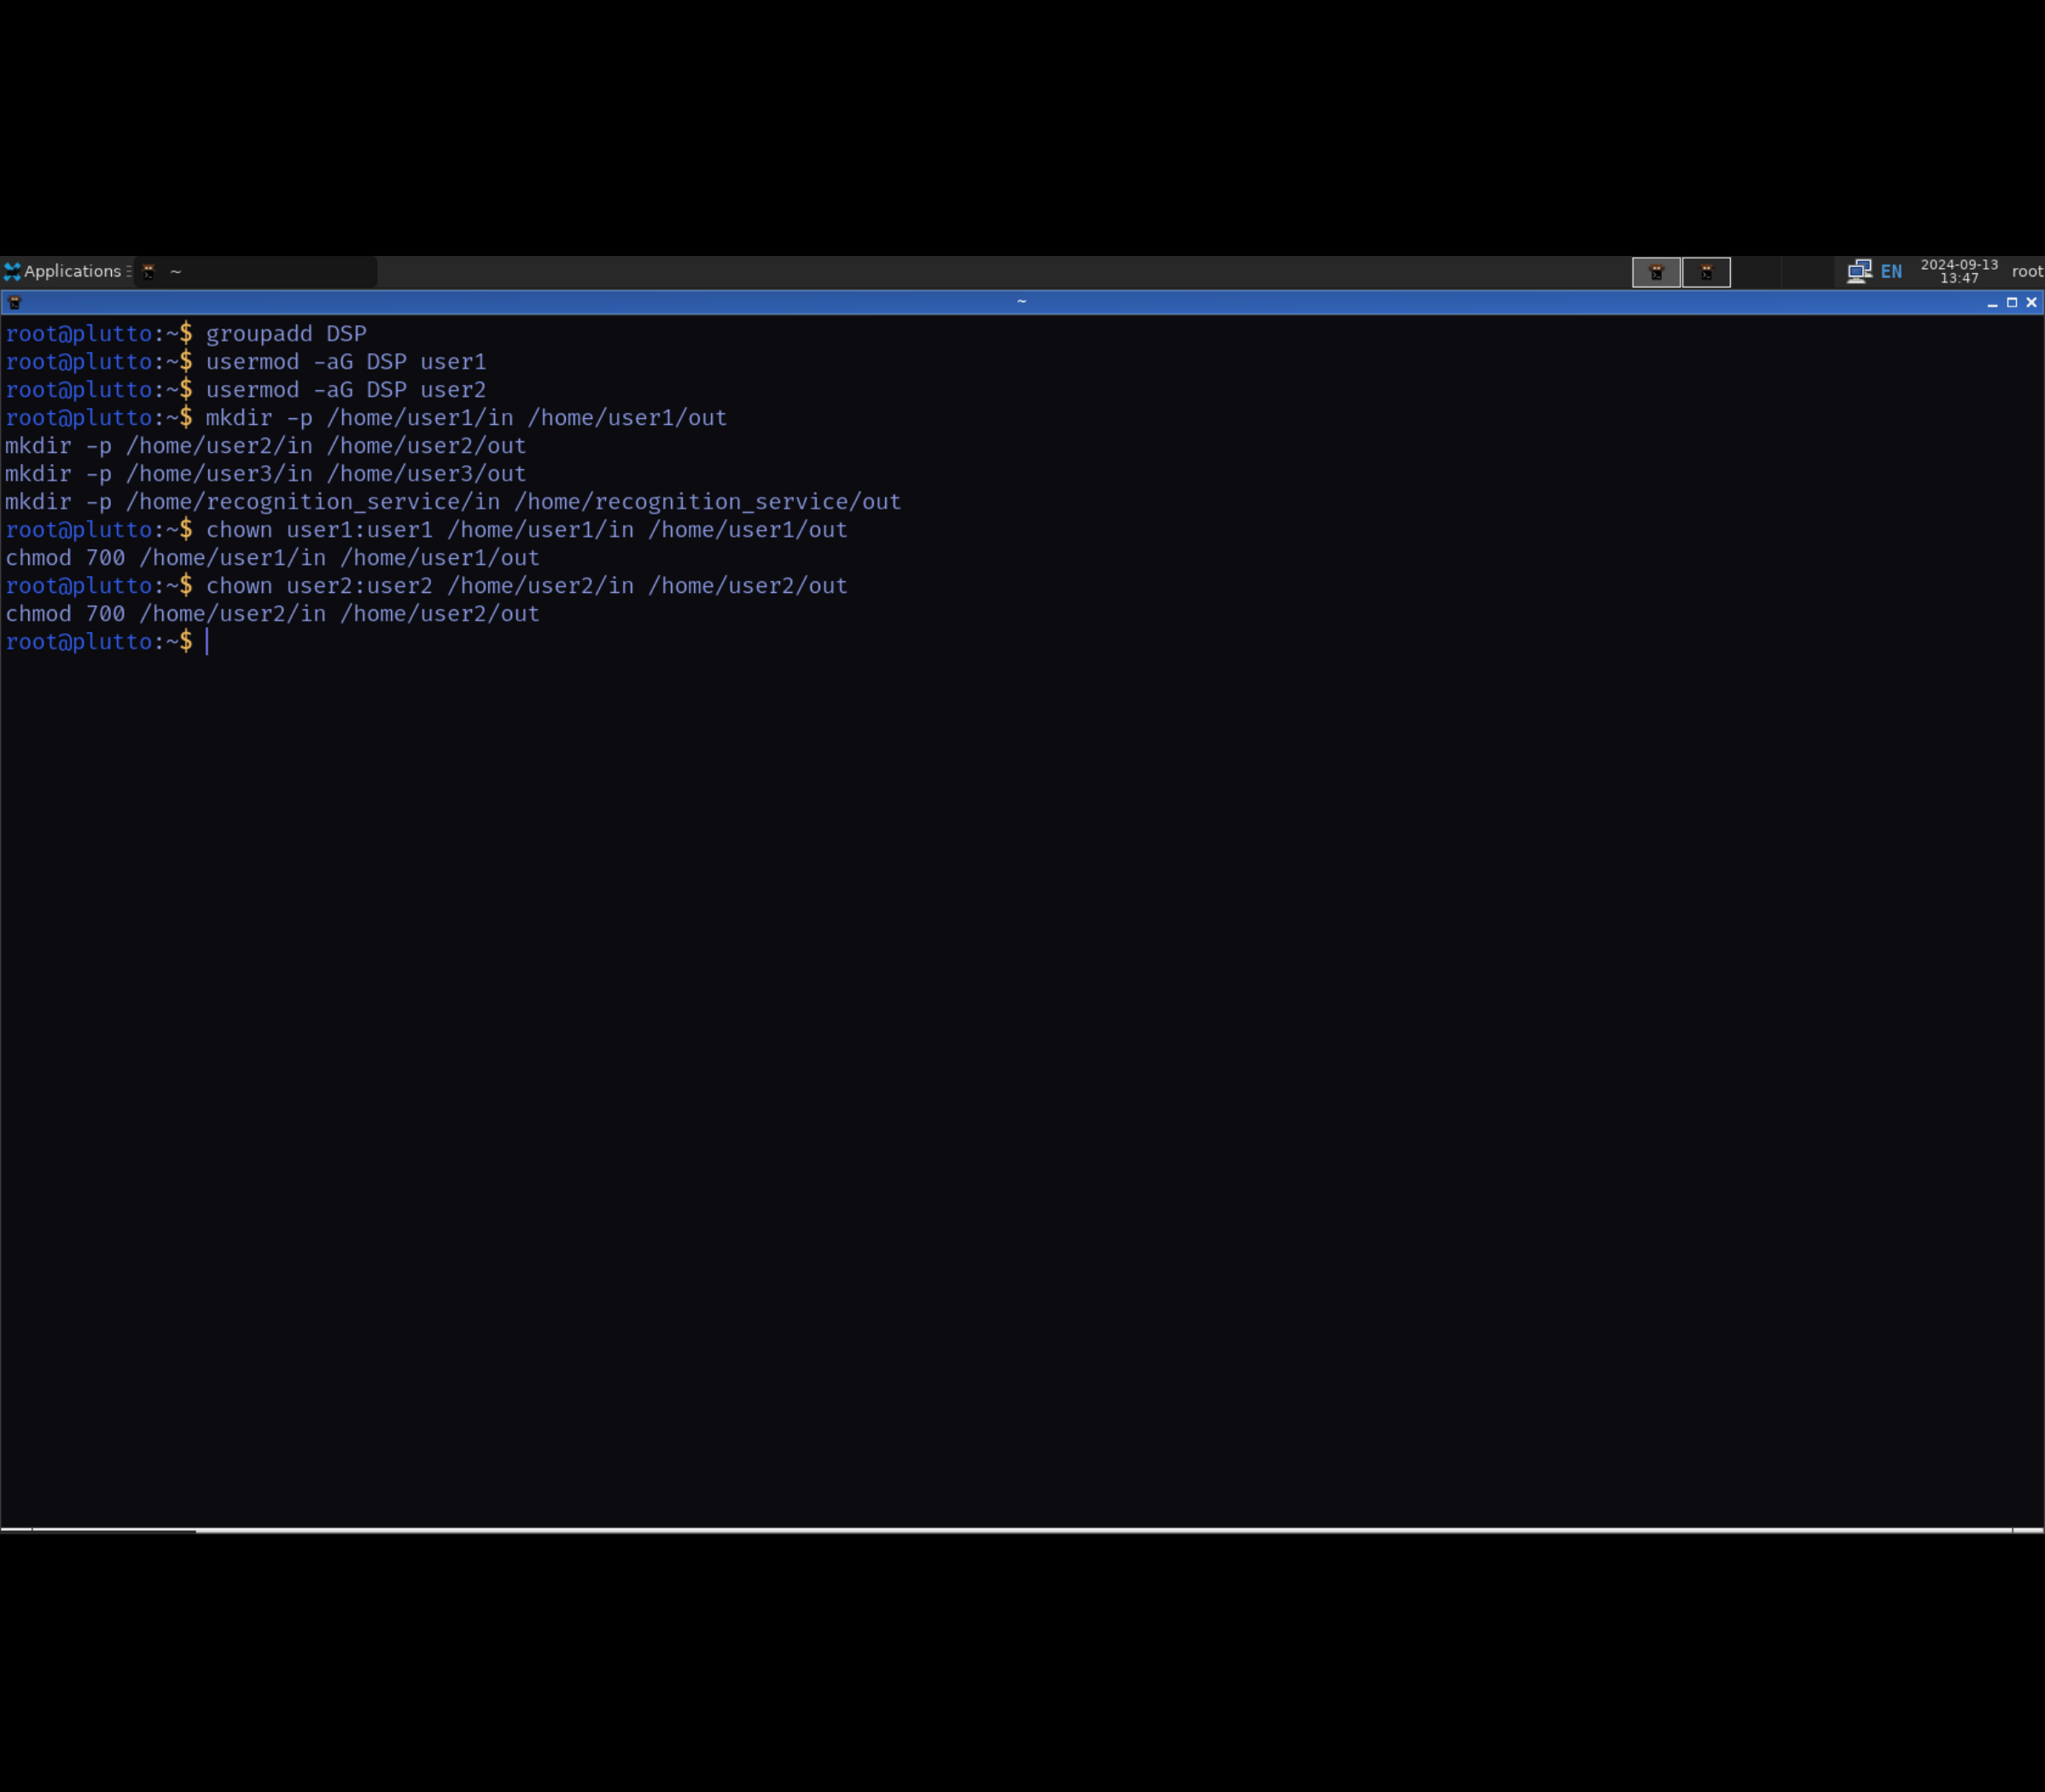 Applications ~ EN 2024-09-13 root
13:47
~
root@plutto:~$ groupadd DSP
root@plutto:~$ usermod -aG DSP user1
root@plutto:~$ usermod -aG DSP user2
root@plutto:~$ mkdir -p /home/user1/in /home/user1/out
mkdir -p /home/user2/in /home/user2/out
mkdir -p /home/user3/in /home/user3/out
mkdir -p /home/recognition_service/in /home/recognition_service/out
root@plutto:~$ chown user1:user1 /home/user1/in /home/user1/out
chmod 700 /home/user1/in /home/user1/out
root@plutto:~$ chown user2:user2 /home/user2/in /home/user2/out
chmod 700 /home/user2/in /home/user2/out
root@plutto:~$